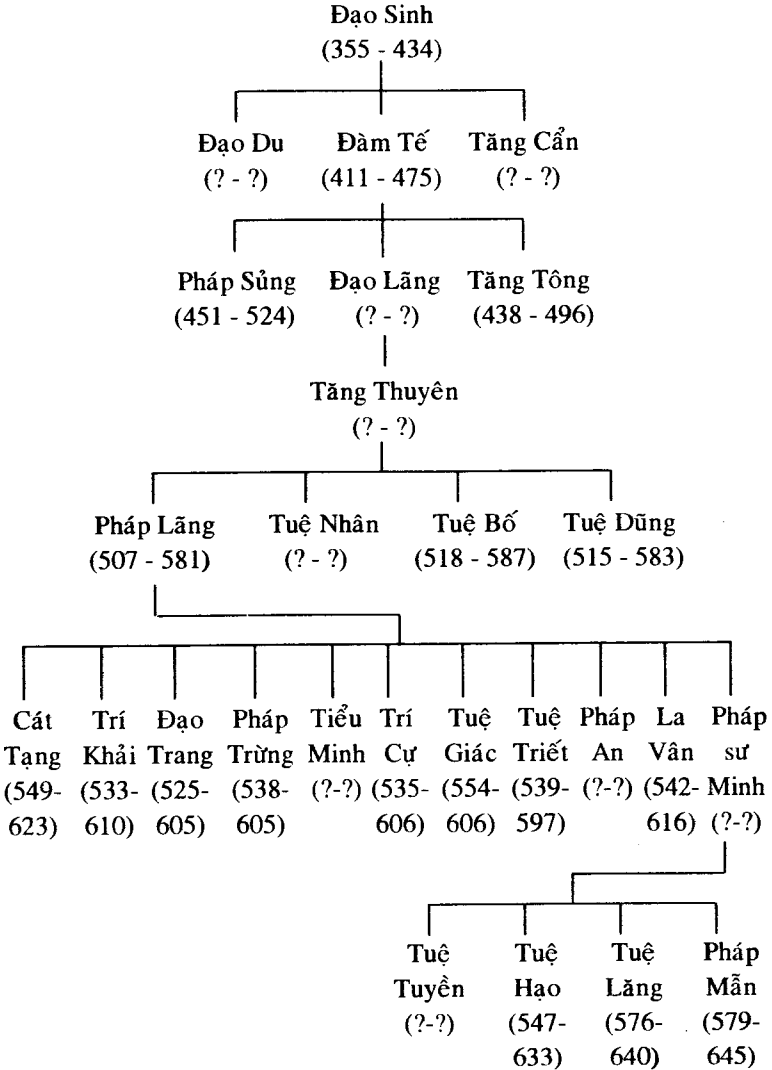 Đạo Sinh
(355 - 434)
Đạo Du Đàm Tế Tăng Cẩn
(? - ?) (411 - 475) (? - ?)
Pháp Sủng Đạo Lãng Tăng Tông
(451 - 524) (? - ?) (438 - 496)
Tăng Thuyên
(? - ?)
Pháp Lãng Tuệ Nhân Tuệ Bố Tuệ Dũng
(507 - 581) (? - ?) (518 - 587) (515 - 583)
Cát Trí Đạo Pháp Tiểu Trí Tuệ Tuệ Pháp La Pháp
Tạng Khải Trang Trừng Minh Cự Giác Triết An Vân sư
(549- (533- (525- (538- (?-?) (535- (554- (539- (?-?) (542- Minh
623) 610) 605) 605) 606) 606) 597) 616) (?-?)
Tuệ Tuệ Tuệ Pháp
Tuyền Hạo Lăng Mẫn
(?-?) (547- (576- (579-
633) 640) 645)